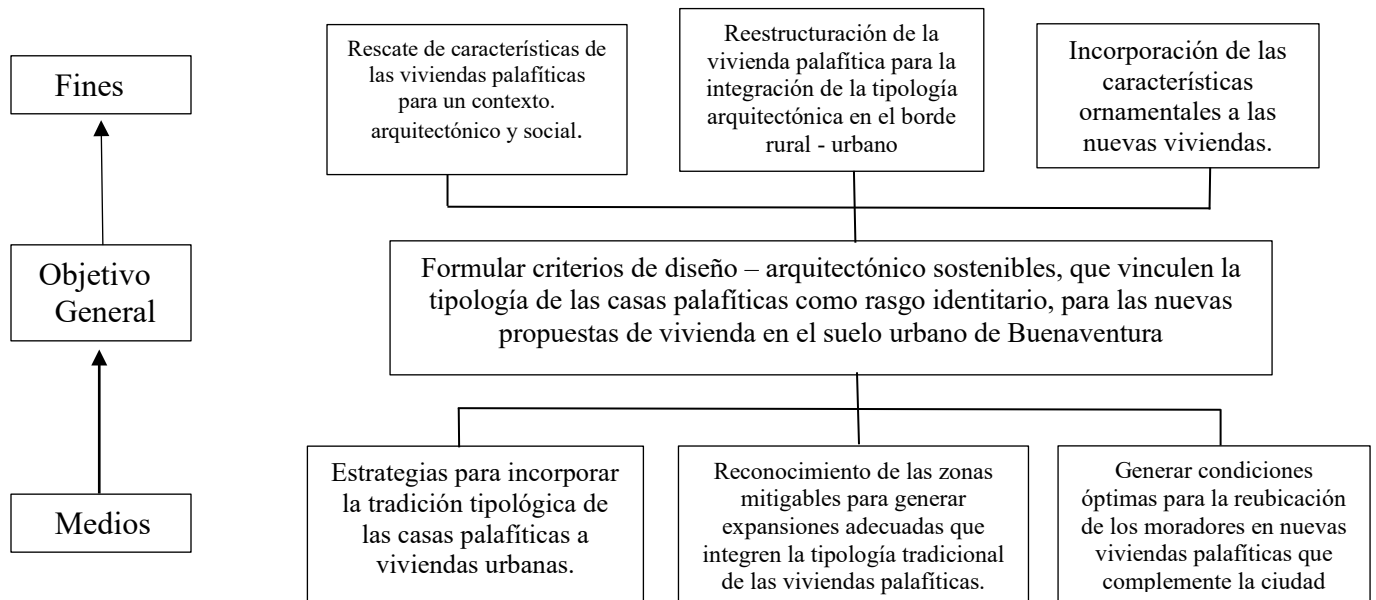 Fines
Rescate de características de
las viviendas palafíticas
para un contexto.
arquitectónico y social.
Reestructuración de la
vivienda palafítica para la
integración de la tipología
arquitectónica en el borde
rural - urbano
Incorporación de las
características
ornamentales a las
nuevas viviendas.
Objetivo
General
Formular criterios de diseño – arquitectónico sostenibles, que vinculen la
tipología de las casas palafíticas como rasgo identitario, para las nuevas
propuestas de vivienda en el suelo urbano de Buenaventura
Medios
Estrategias para incorporar
la tradición tipológica de
las casas palafíticas a
viviendas urbanas.
Reconocimiento de las zonas
mitigables para generar
expansiones adecuadas que
integren la tipología tradicional
de las viviendas palafíticas.
Generar condiciones
óptimas para la reubicación
de los moradores en nuevas
viviendas palafíticas que
complemente la ciudad